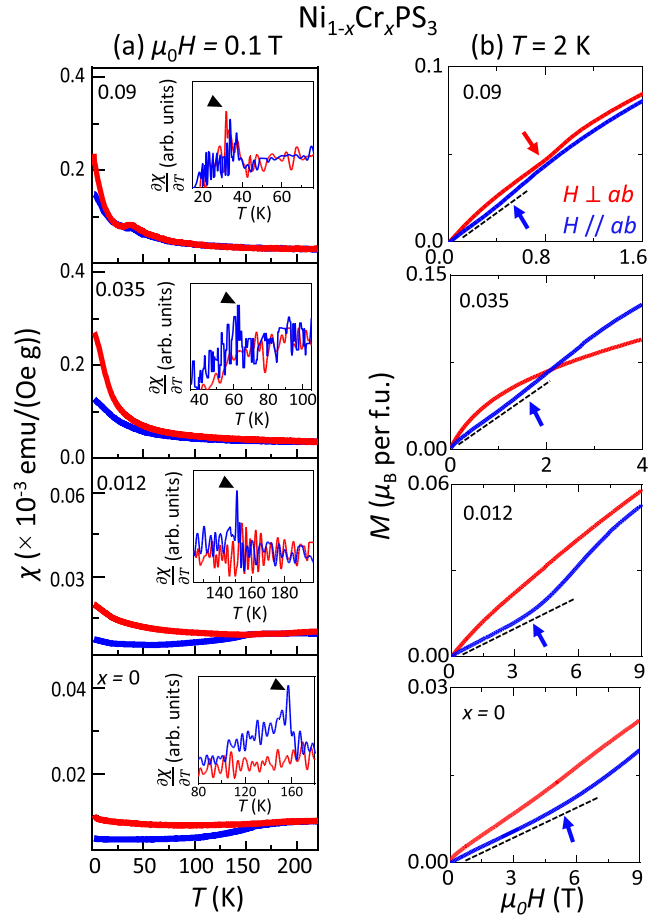 Ni1-xCrxPS3
(a) μ0H = 0.1 T
(b) T = 2 K
χ (× 10-3 emu/(Oe g))
0.4
0.2
0.0
0.09
∂χ/∂T (arb. units)
20 40 60
T (K)
0.4
0.2
0.0
0.035
∂χ/∂T (arb. units)
40 60 80 100
T (K)
0.06
0.03
0.012
∂χ/∂T (arb. units)
140 160 180
T (K)
0.04
0.02
x = 0
∂χ/∂T (arb. units)
80 120 160
T (K)
0 50 100 150 200
T (K)
M (μB per f.u.)
0.1
0.0
0.09
H ⊥ ab
H // ab
0.0 0.8 1.6
0.15
0.00
0.035
0 2 4
0.06
0.00
0.012
0 3 6 9
0.03
0.00
x = 0
0 3 6 9
μ0H (T)